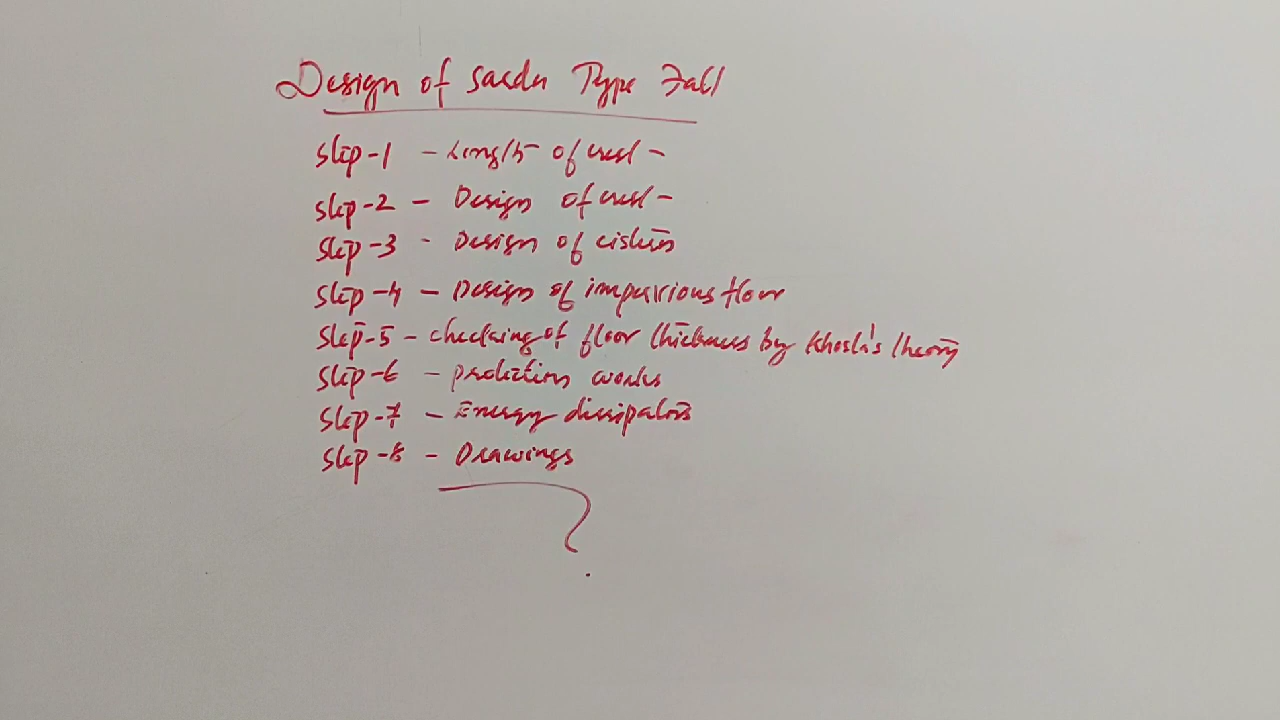 Design of Sarda Type Fall
Step-1 - Length of crest -
Step-2 - Design of crest -
Step-3 - Design of cistern
Step-4 - Design of impervious floor
Step-5 - checking of floor thickness by Khosla's theory
Step-6 - protection works
Step-7 - Energy dissipators
Step-8 - Drawings